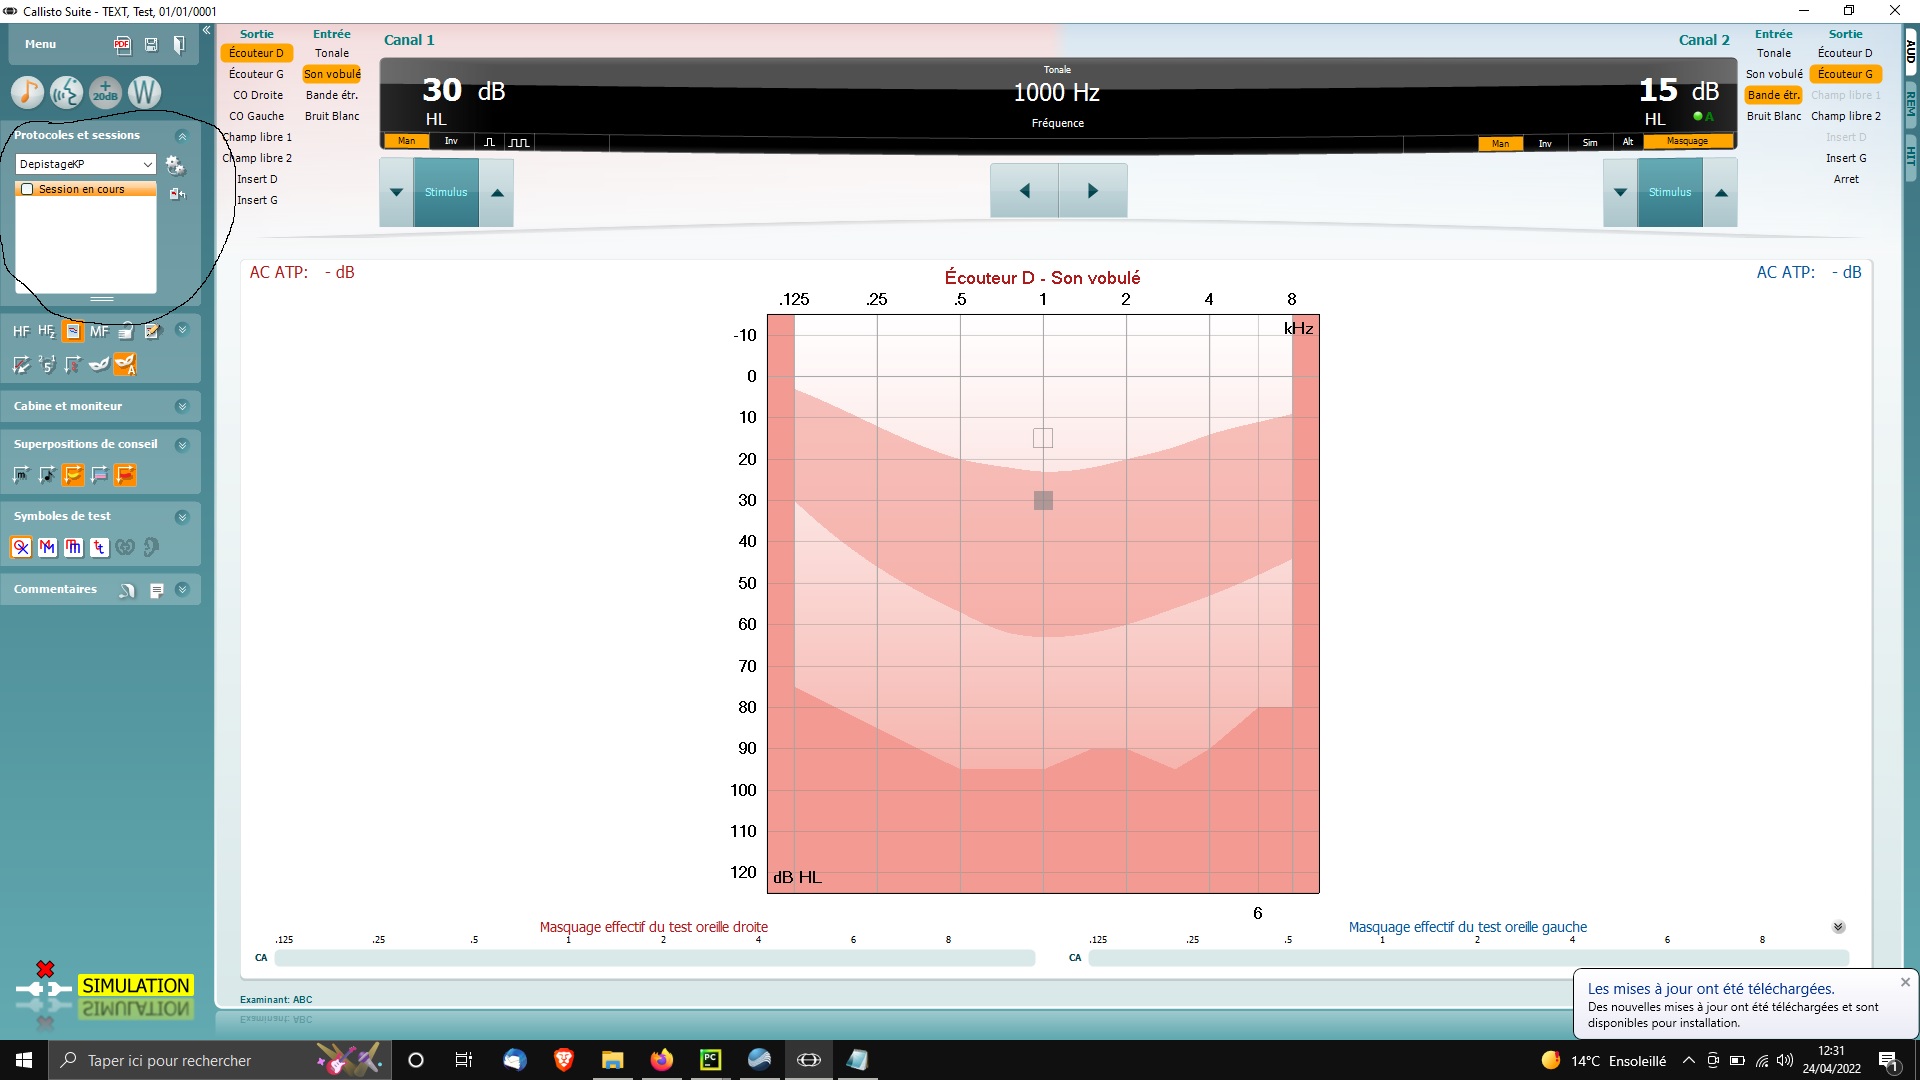 Callisto Suite - TEXT, Test, 01/01/0001
Menu
PDF
+
20dB
W
Protocoles et sessions
DepistageKP
Session en cours
HF HF2 MF
2-1
5
A
Cabine et moniteur
Superpositions de conseil
m
Symboles de test
M m t
Commentaires
SIMULATION
Sortie Entrée
Écouteur D Tonale
Écouteur G Son vobulé
CO Droite Bande étr.
CO Gauche Bruit Blanc
Champ libre 1
Champ libre 2
Insert D
Insert G
Canal 1
30 dB
HL
Man Inv
Tonale
1000 Hz
Fréquence
Canal 2
15 dB
HL A
Man Inv Sim Alt Masquage
Stimulus
Stimulus
Entrée Sortie
Tonale Écouteur D
Son vobulé Écouteur G
Bande étr. Champ libre 1
Bruit Blanc Champ libre 2
Insert D
Insert G
Arret
AUD
REM
HIT
AC ATP: - dB
AC ATP: - dB
Écouteur D - Son vobulé
.125 .25 .5 1 2 4 8
kHz
-10
0
10
20
30
40
50
60
70
80
90
100
110
120
dB HL
6
Masquage effectif du test oreille droite
.125 .25 .5 1 2 4 6 8
CA
Masquage effectif du test oreille gauche
.125 .25 .5 1 2 4 6 8
CA
Examinant: ABC
Les mises à jour ont été téléchargées.
Des nouvelles mises à jour ont été téléchargées et sont
disponibles pour installation.
Taper ici pour rechercher
PC
14°C Ensoleillé
12:31
24/04/2022
1